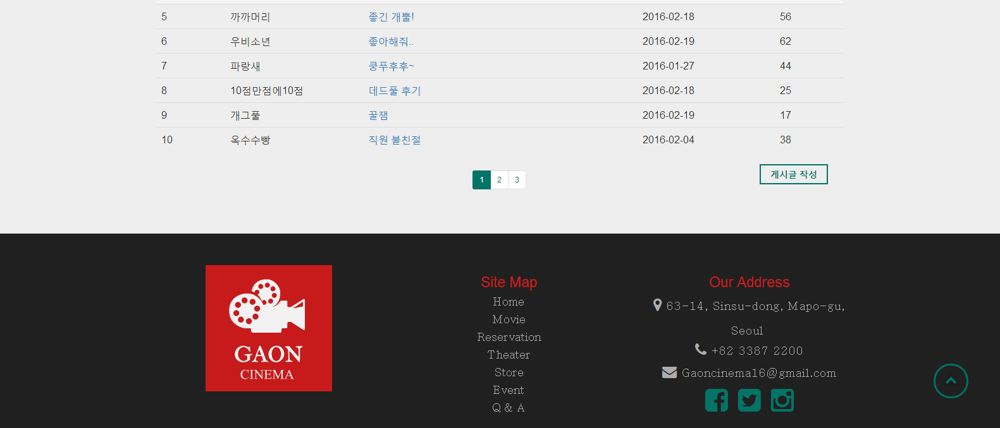 5 까까머리 좋긴 개뿔! 2016-02-18 56
6 우비소년 좋아해줘.. 2016-02-19 62
7 파랑새 쿵푸후후~ 2016-01-27 44
8 10점만점에10점 데드풀 후기 2016-02-18 25
9 개그풀 꿀잼 2016-02-19 17
10 옥수수빵 직원 불친절 2016-02-04 38
1 2 3
게시글 작성
GAON
CINEMA
Site Map
Home
Movie
Reservation
Theater
Store
Event
Q & A
Our Address
63-14, Sinsu-dong, Mapo-gu,
Seoul
+82 3387 2200
Gaoncinema16@gmail.com